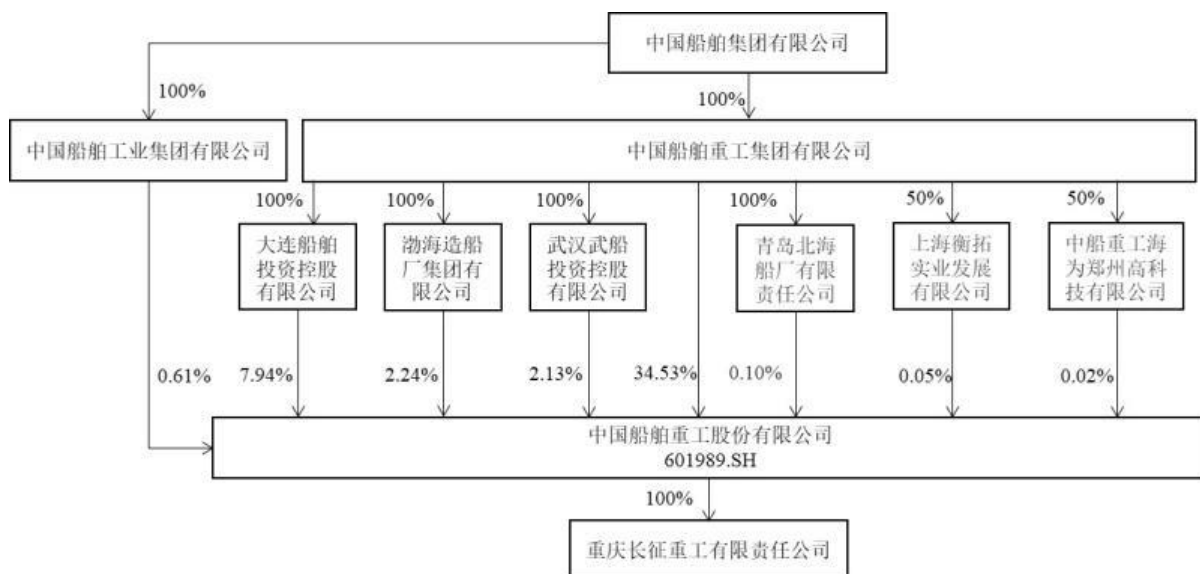 中国船舶集团有限公司
100%
100%
中国船舶工业集团有限公司
中国船舶重工集团有限公司
100%
100%
100%
100%
50%
50%
大连船舶
投资控股
有限公司
渤海造船
厂集团有
限公司
武汉武船
投资控股
有限公司
青岛北海
船厂有限
责任公司
上海衡拓
实业发展
有限公司
中船重工海
为郑州高科
技有限公司
0.61%
7.94%
2.24%
2.13%
34.53%
0.10%
0.05%
0.02%
中国船舶重工股份有限公司
601989.SH
100%
重庆长征重工有限责任公司